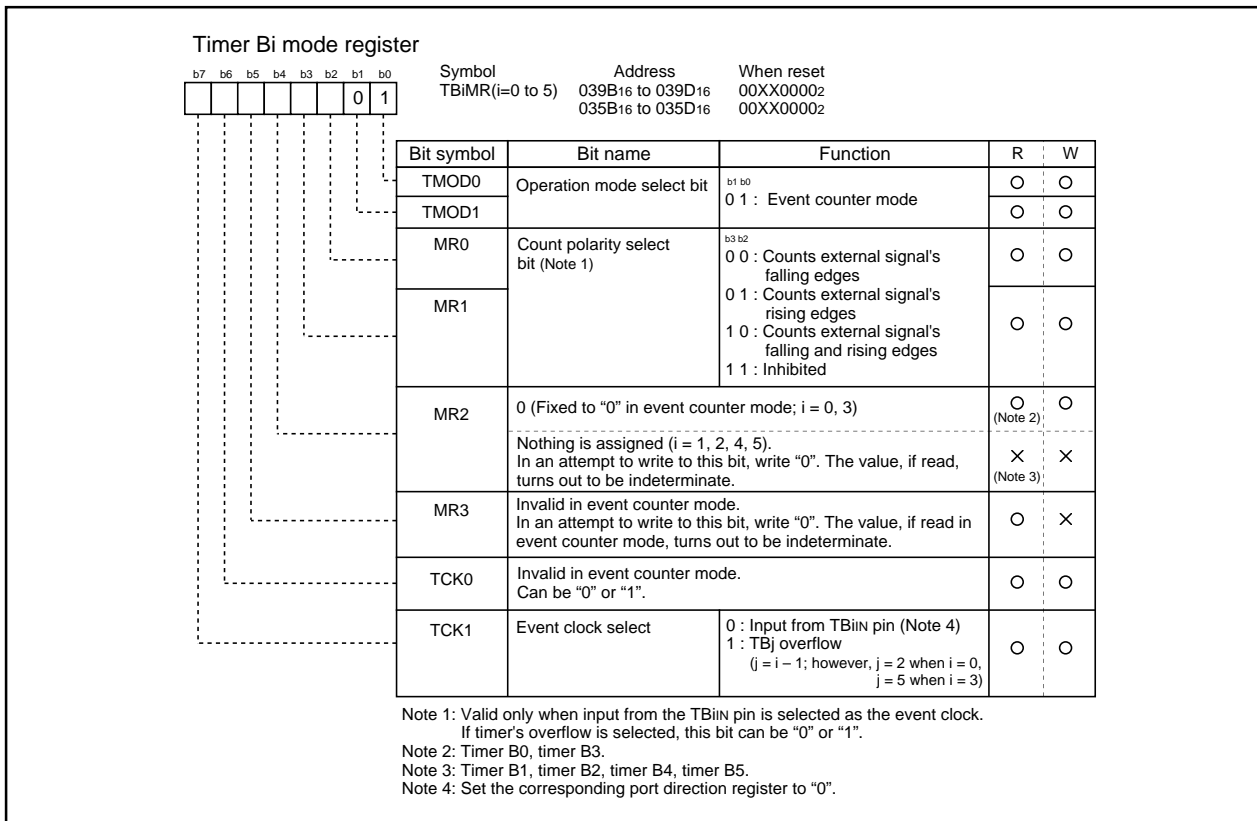 Timer Bi mode register
b7 b6 b5 b4 b3 b2 b1 b0
0 1
Symbol Address When reset
TBiMR(i=0 to 5) 039B16 to 039D16 00XX00002
035B16 to 035D16 00XX00002
Bit symbol Bit name Function R W
TMOD0 Operation mode select bit b1 b0
0 1 : Event counter mode
TMOD1
MR0 Count polarity select
bit (Note 1)
b3 b2
0 0 : Counts external signal's
falling edges
0 1 : Counts external signal's
rising edges
1 0 : Counts external signal's
falling and rising edges
1 1 : Inhibited
MR1
MR2 0 (Fixed to “0” in event counter mode; i = 0, 3)
(Note 2)
Nothing is assigned (i = 1, 2, 4, 5).
In an attempt to write to this bit, write “0”. The value, if read,
turns out to be indeterminate.
(Note 3)
MR3 Invalid in event counter mode.
In an attempt to write to this bit, write “0”. The value, if read in
event counter mode, turns out to be indeterminate.
TCK0 Invalid in event counter mode.
Can be “0” or “1”.
TCK1 Event clock select 0 : Input from TBiIN pin (Note 4)
1 : TBj overflow
(j = i – 1; however, j = 2 when i = 0,
j = 5 when i = 3)
Note 1: Valid only when input from the TBiIN pin is selected as the event clock.
If timer's overflow is selected, this bit can be “0” or “1”.
Note 2: Timer B0, timer B3.
Note 3: Timer B1, timer B2, timer B4, timer B5.
Note 4: Set the corresponding port direction register to “0”.